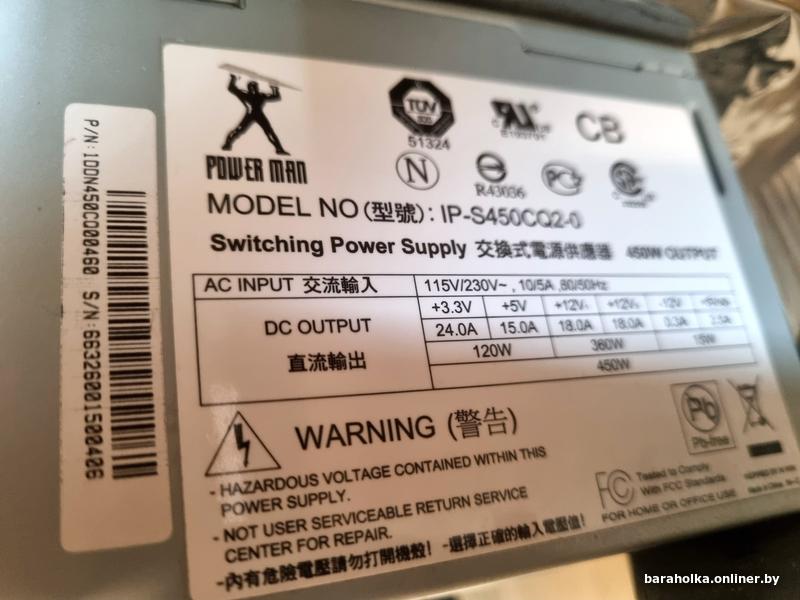 P/N: 1DDN450CQ00460 S/N: 66326001500406
POWER MAN
TÜV
51324
N
R43036
CB
MODEL NO (型號): IP-S450CQ2-0
Switching Power Supply 交換式電源供應器 450W OUTPUT
AC INPUT 交流輸入 115V/230V~, 10/5A ,60/50Hz
DC OUTPUT
直流輸出
+3.3V +5V +12V₁ +12V₂ -12V
24.0A 15.0A 18.0A 18.0A 0.3A 2.5A
120W 360W 15W
450W
WARNING (警告)
- HAZARDOUS VOLTAGE CONTAINED WITHIN THIS
POWER SUPPLY.
- NOT USER SERVICEABLE RETURN SERVICE
CENTER FOR REPAIR.
-內有危險電壓請勿打開機殼! -選擇正確的輸入電壓值!
Pb
Pb-free
FC Tested to Comply
With FCC Standards
FOR HOME OR OFFICE USE
baraholka.onliner.by